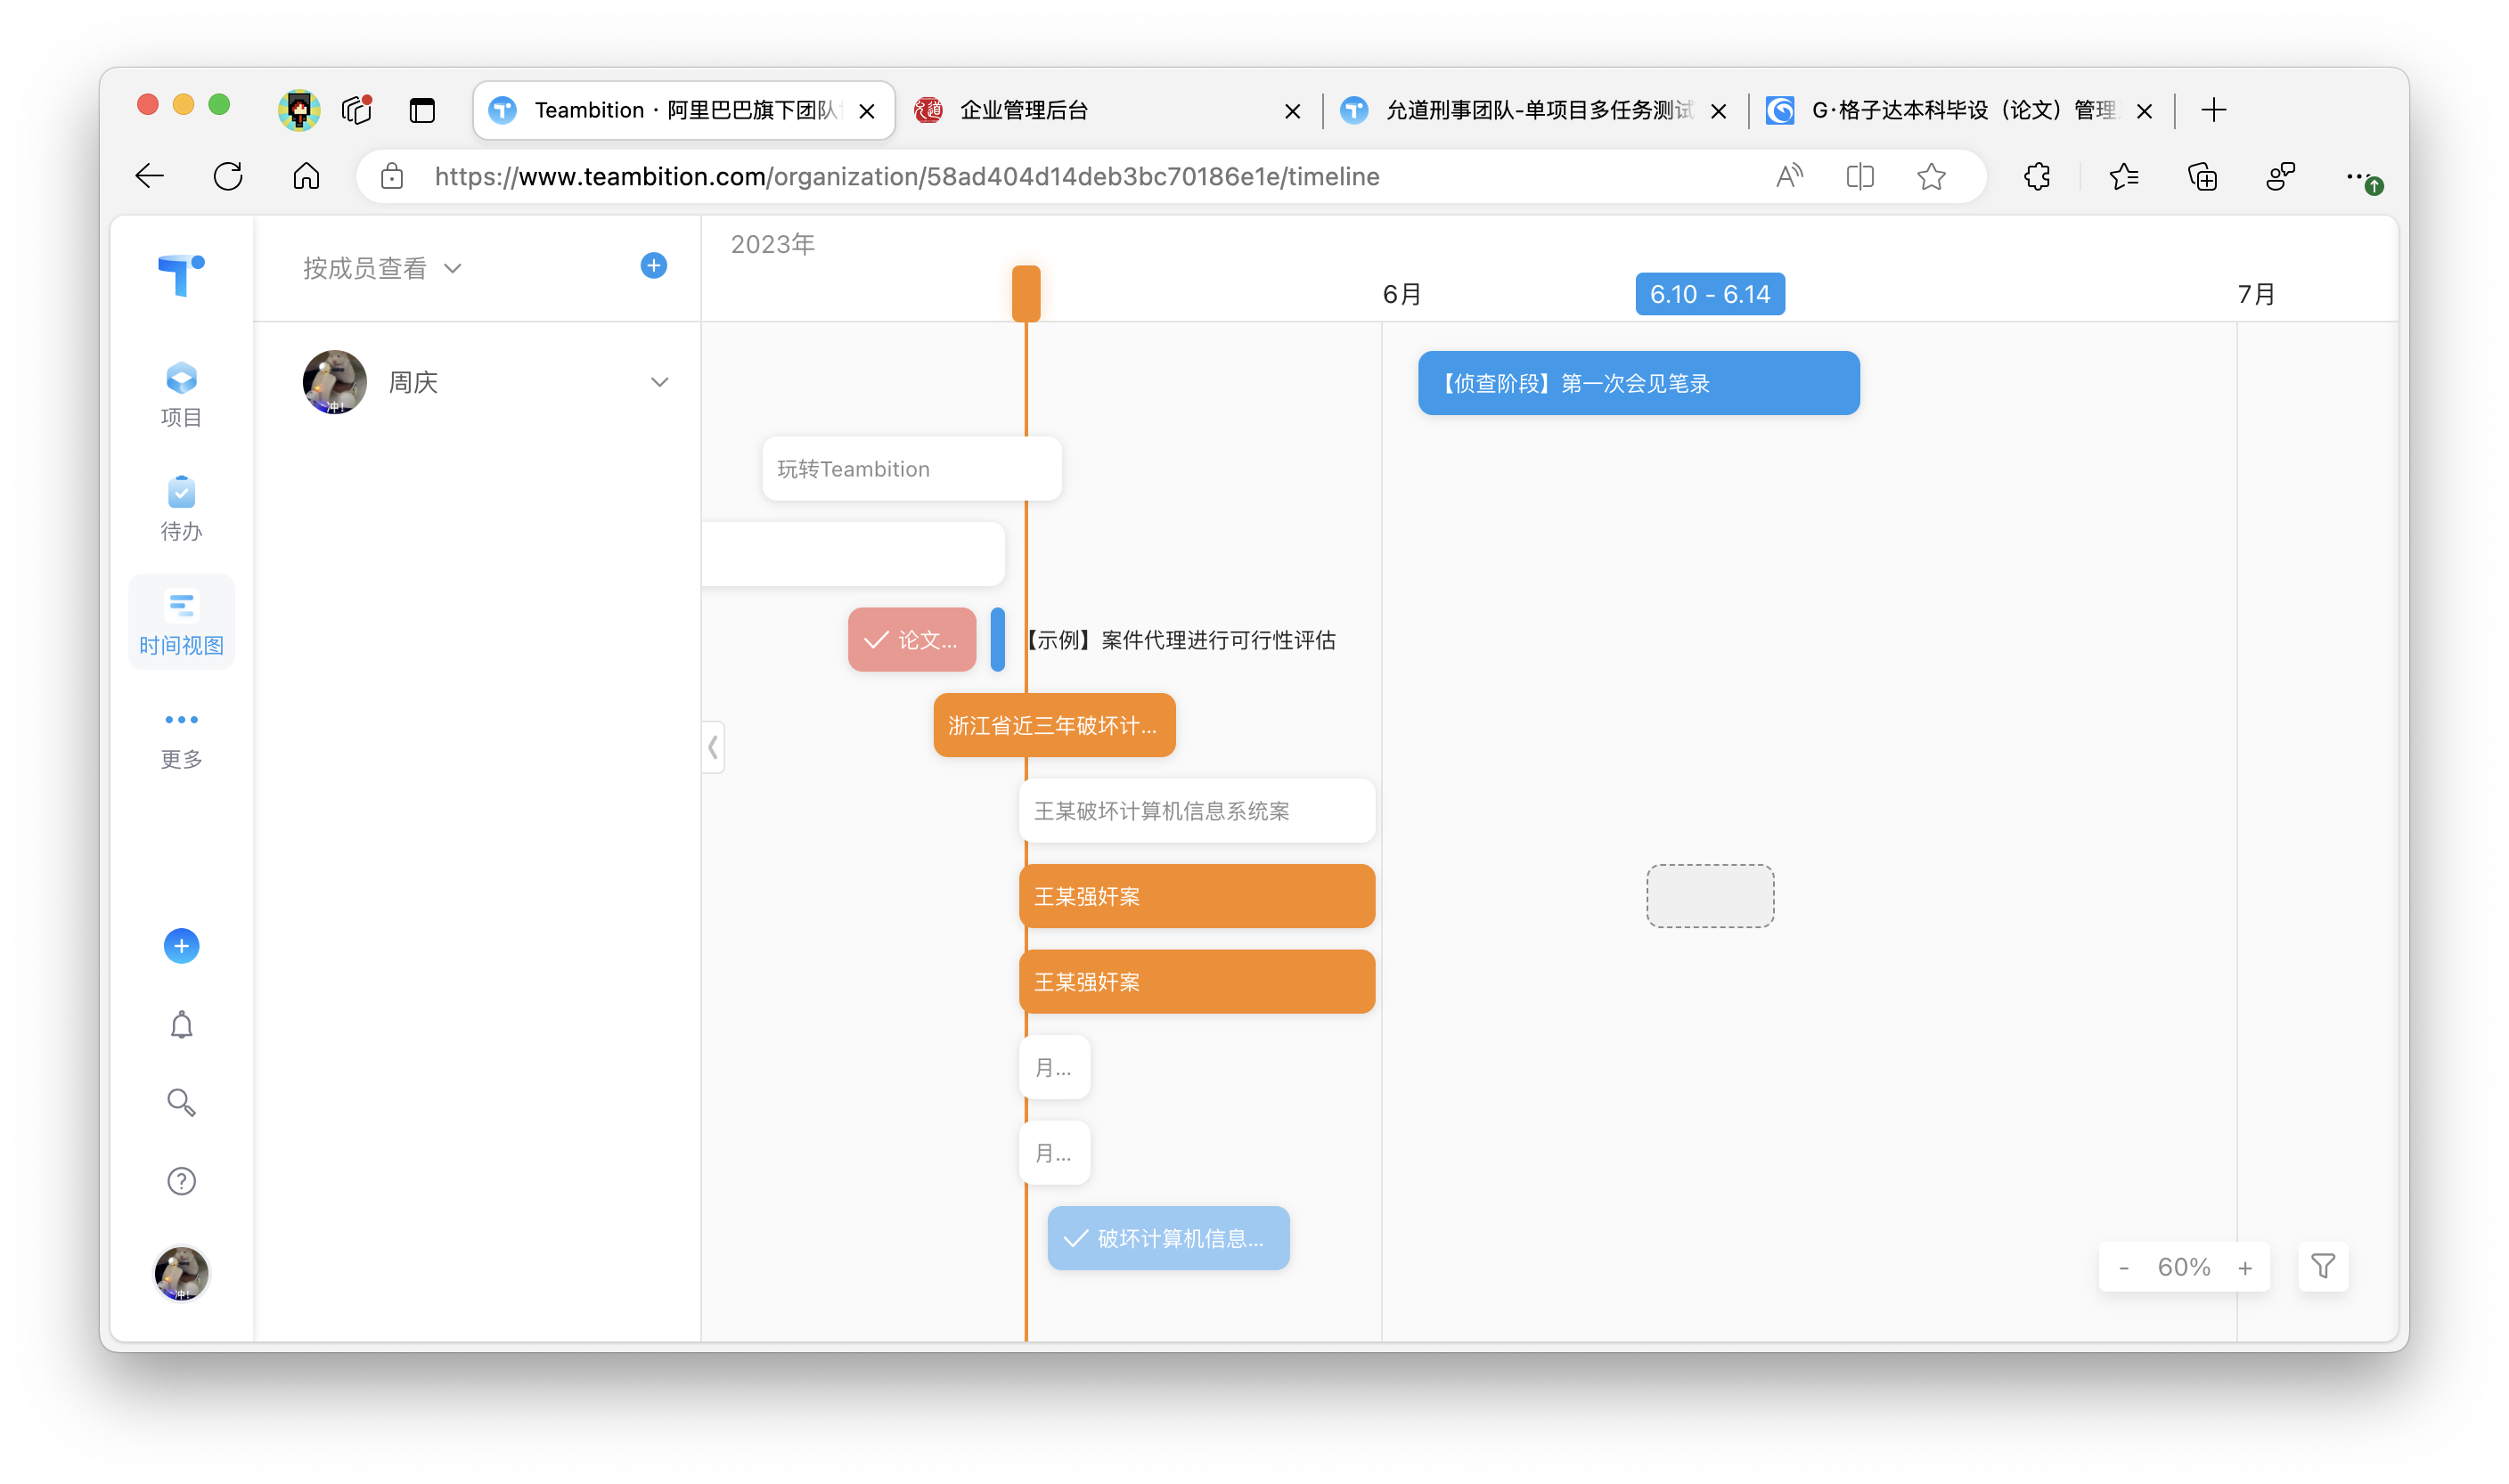 Teambition · 阿里巴巴旗下团队
企业管理后台
允道刑事团队-单项目多任务测试
G·格子达本科毕设（论文）管理
https://www.teambition.com/organization/58ad404d14deb3bc70186e1e/timeline
按成员查看
2023年
6月
6.10 - 6.14
7月
项目
待办
时间视图
更多
周庆
冲！
【侦查阶段】第一次会见笔录
玩转Teambition
论文...
【示例】案件代理进行可行性评估
浙江省近三年破坏计...
王某破坏计算机信息系统案
王某强奸案
王某强奸案
月...
月...
破坏计算机信息...
冲！
- 60% +